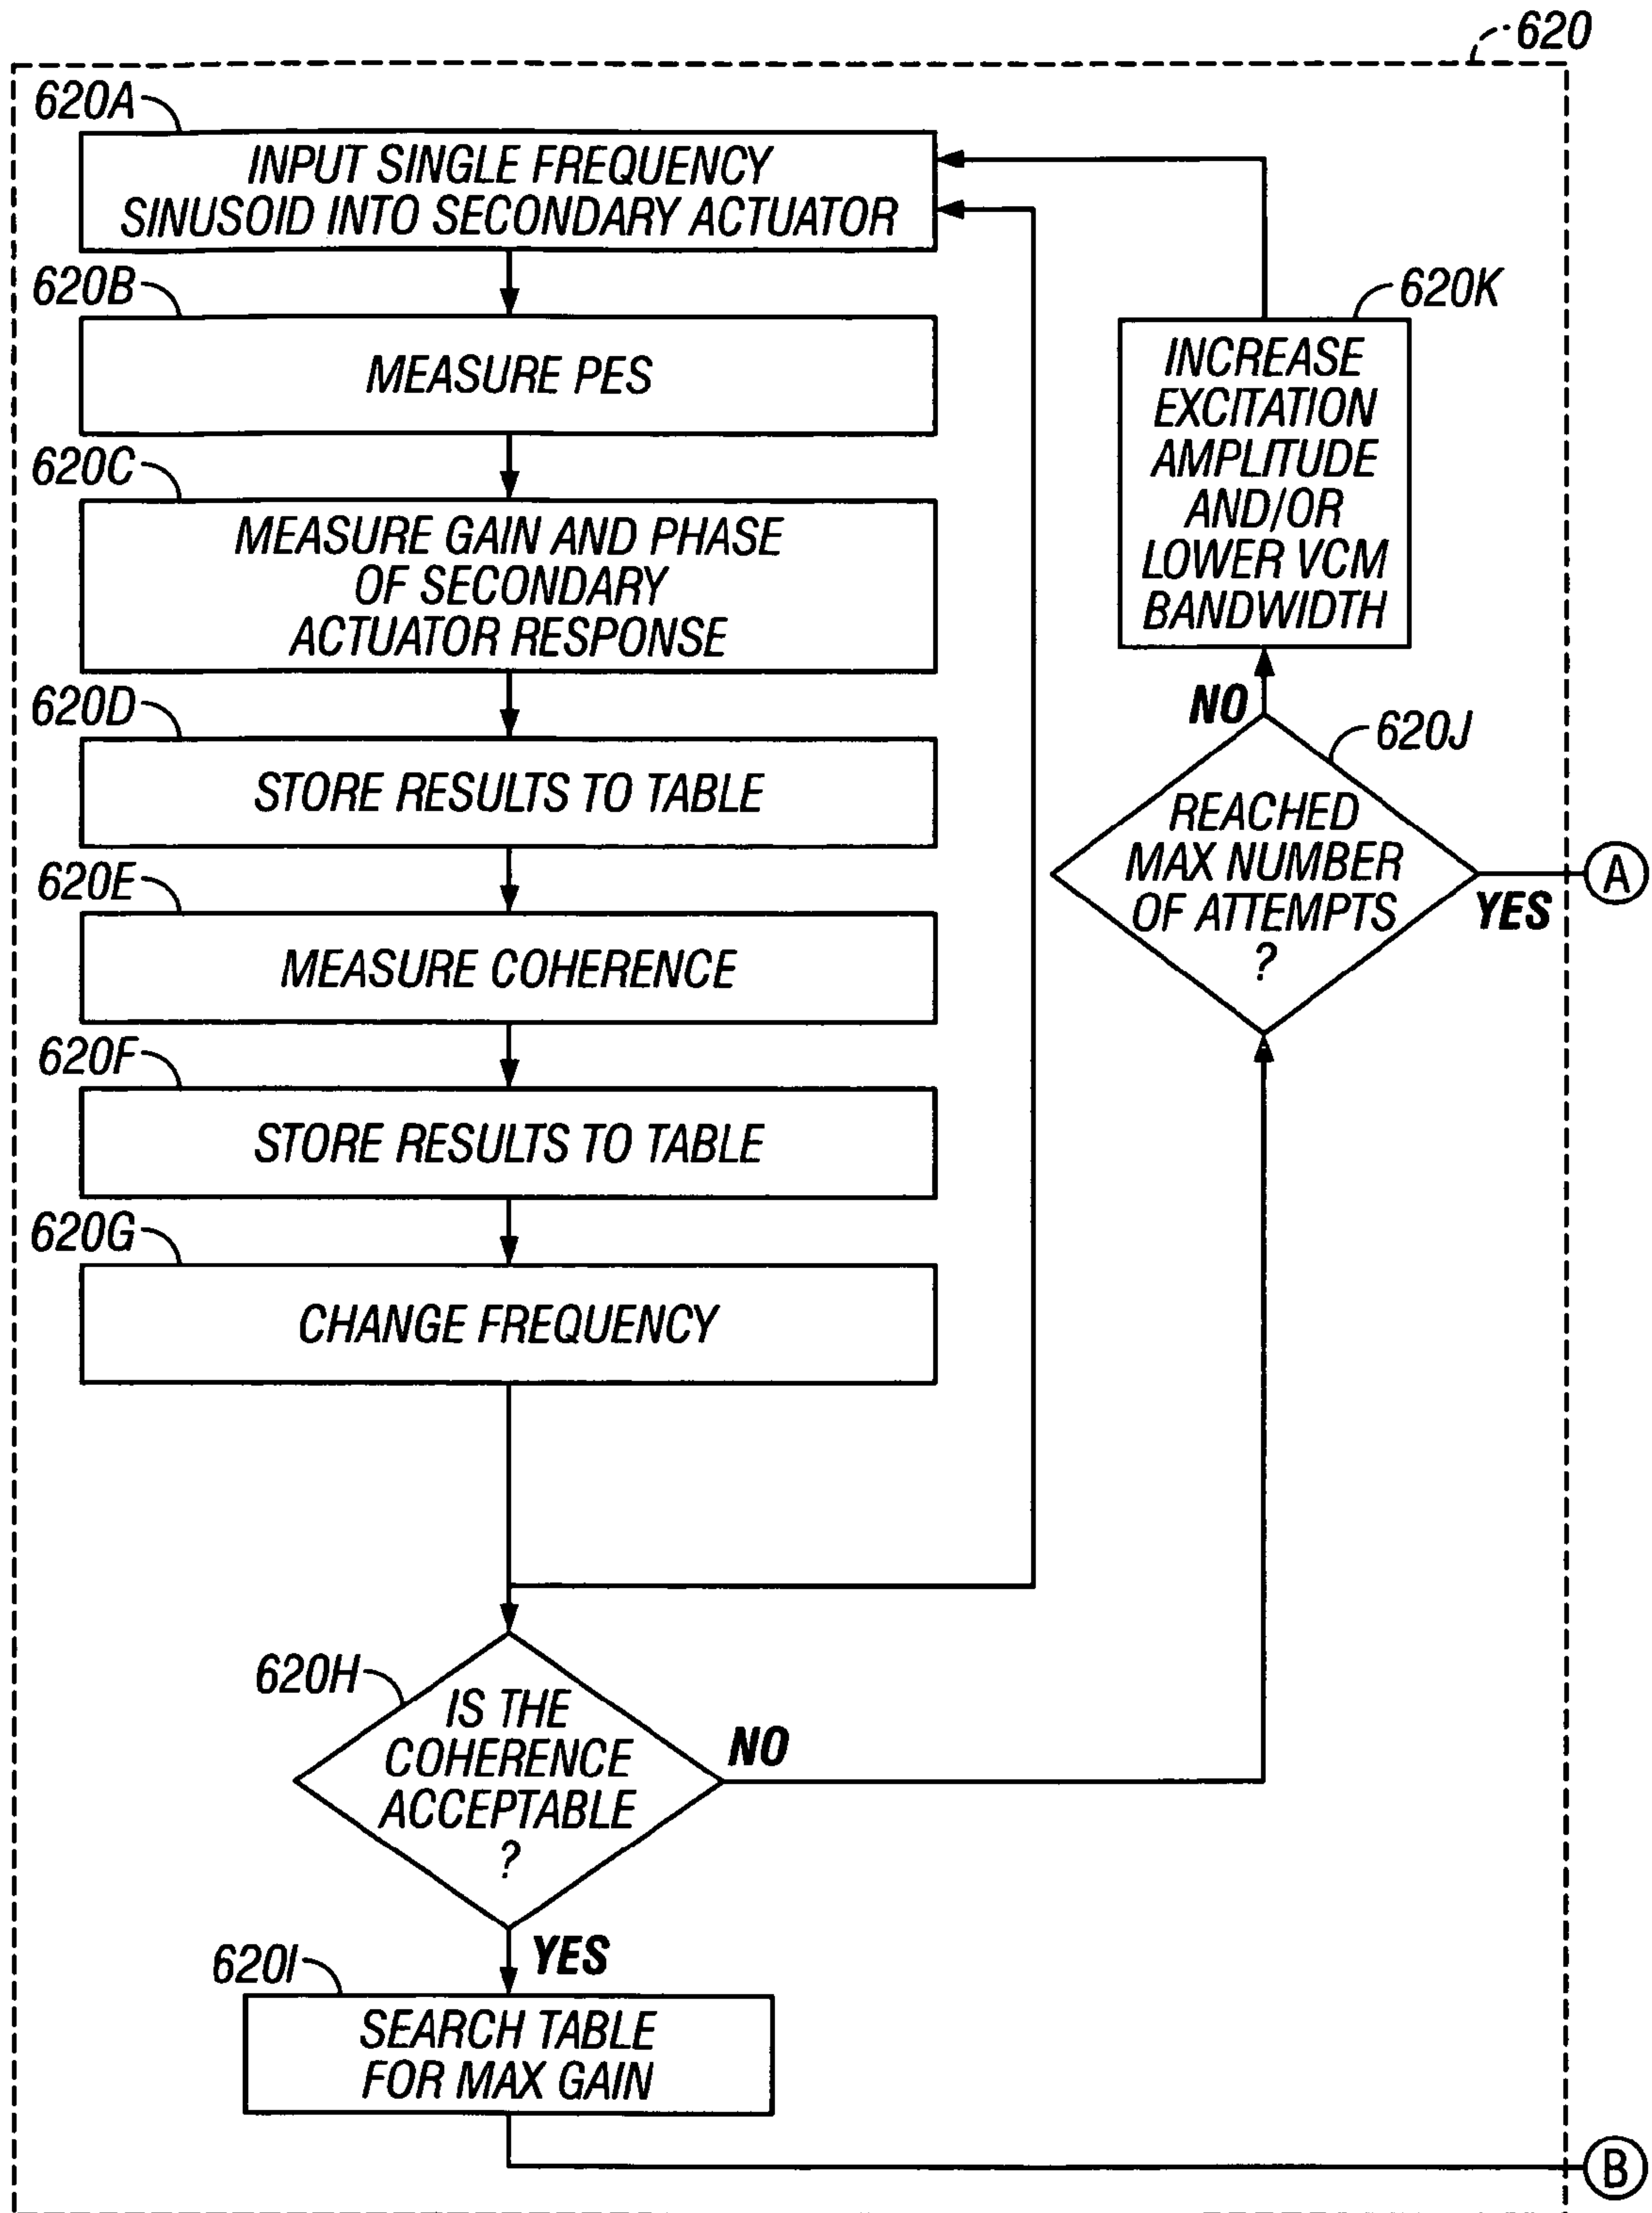 620
620A
INPUT SINGLE FREQUENCY
SINUSOID INTO SECONDARY ACTUATOR
620B
MEASURE PES
620C
MEASURE GAIN AND PHASE
OF SECONDARY
ACTUATOR RESPONSE
620D
STORE RESULTS TO TABLE
620E
MEASURE COHERENCE
620F
STORE RESULTS TO TABLE
620G
CHANGE FREQUENCY
620H
IS THE
COHERENCE
ACCEPTABLE
?
NO
YES
620I
SEARCH TABLE
FOR MAX GAIN
B
620J
REACHED
MAX NUMBER
OF ATTEMPTS
?
YES
A
NO
620K
INCREASE
EXCITATION
AMPLITUDE
AND/OR
LOWER VCM
BANDWIDTH